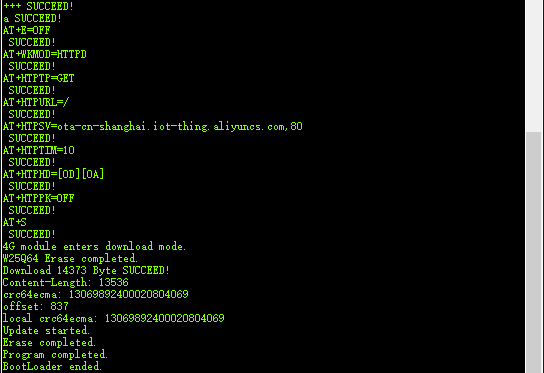 +++ SUCCEED!
a SUCCEED!
AT+E=OFF
SUCCEED!
AT+WKMOD=HTTPD
SUCCEED!
AT+HTPTP=GET
SUCCEED!
AT+HTPURL=/
SUCCEED!
AT+HTPSV=ota-cn-shanghai.iot-thing.aliyuncs.com,80
SUCCEED!
AT+HTPTIM=10
SUCCEED!
AT+HTPHD=[0D][0A]
SUCCEED!
AT+HTPPK=OFF
SUCCEED!
AT+S
SUCCEED!
4G module enters download mode.
W25Q64 Erase completed.
Download 14373 Byte SUCCEED!
Content-Length: 13536
crc64ecma: 13069892400020804069
offset: 837
local crc64ecma: 13069892400020804069
Update started.
Erase completed.
Program completed.
BootLoader ended.